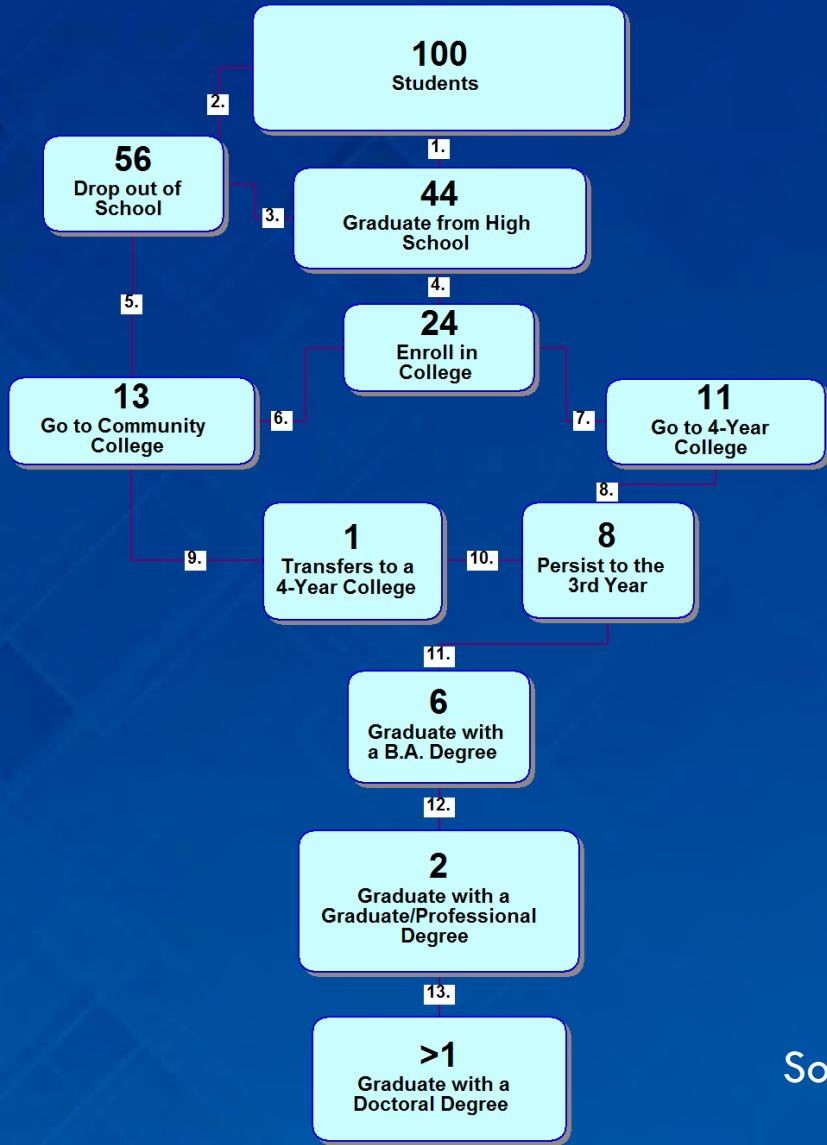 100
Students
2.
1.
56
Drop out of
School
3.
44
Graduate from High
School
4.
5.
24
Enroll in
College
13
Go to Community
College
6.
7.
11
Go to 4-Year
College
8.
9.
1
Transfers to a
4-Year College
10.
8
Persist to the
3rd Year
11.
6
Graduate with
a B.A. Degree
12.
2
Graduate with a
Graduate/Professional
Degree
13.
>1
Graduate with a
Doctoral Degree
So